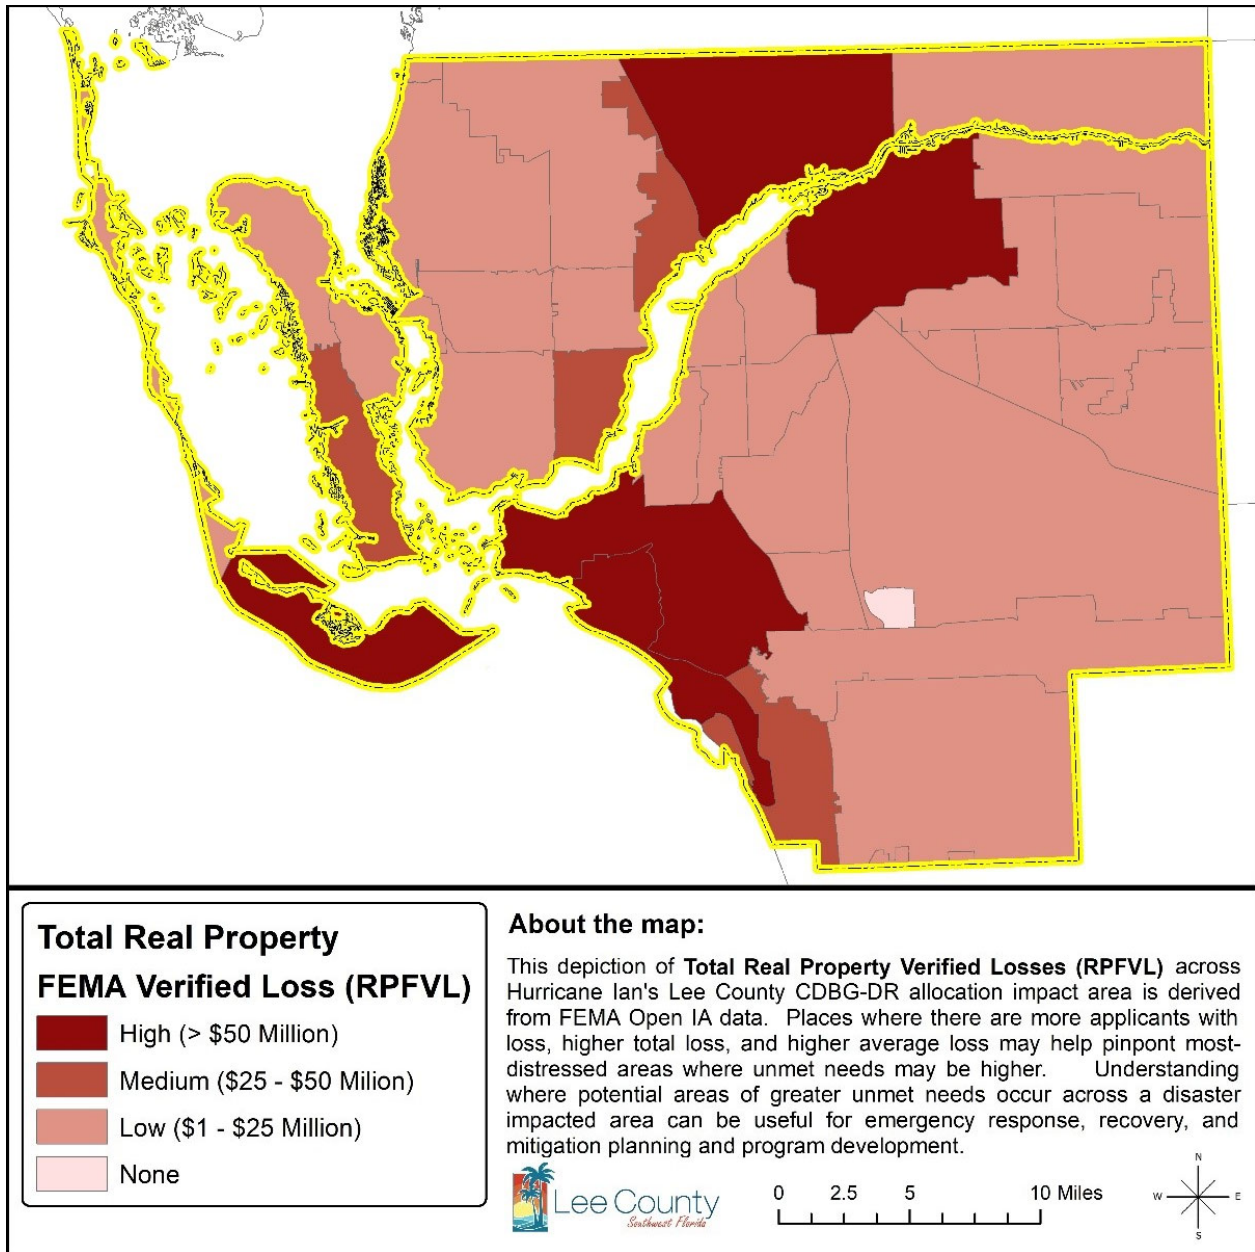 Total Real Property
FEMA Verified Loss (RPFVL)
High (> $50 Million)
Medium ($25 - $50 Milion)
Low ($1 - $25 Million)
None
About the map:
This depiction of Total Real Property Verified Losses (RPFVL) across
Hurricane Ian's Lee County CDBG-DR allocation impact area is derived
from FEMA Open IA data. Places where there are more applicants with
loss, higher total loss, and higher average loss may help pinpont most-
distressed areas where unmet needs may be higher. Understanding
where potential areas of greater unmet needs occur across a disaster
impacted area can be useful for emergency response, recovery, and
mitigation planning and program development.
Lee County
Southwest Florida
0 2.5 5 10 Miles
N
W E
S